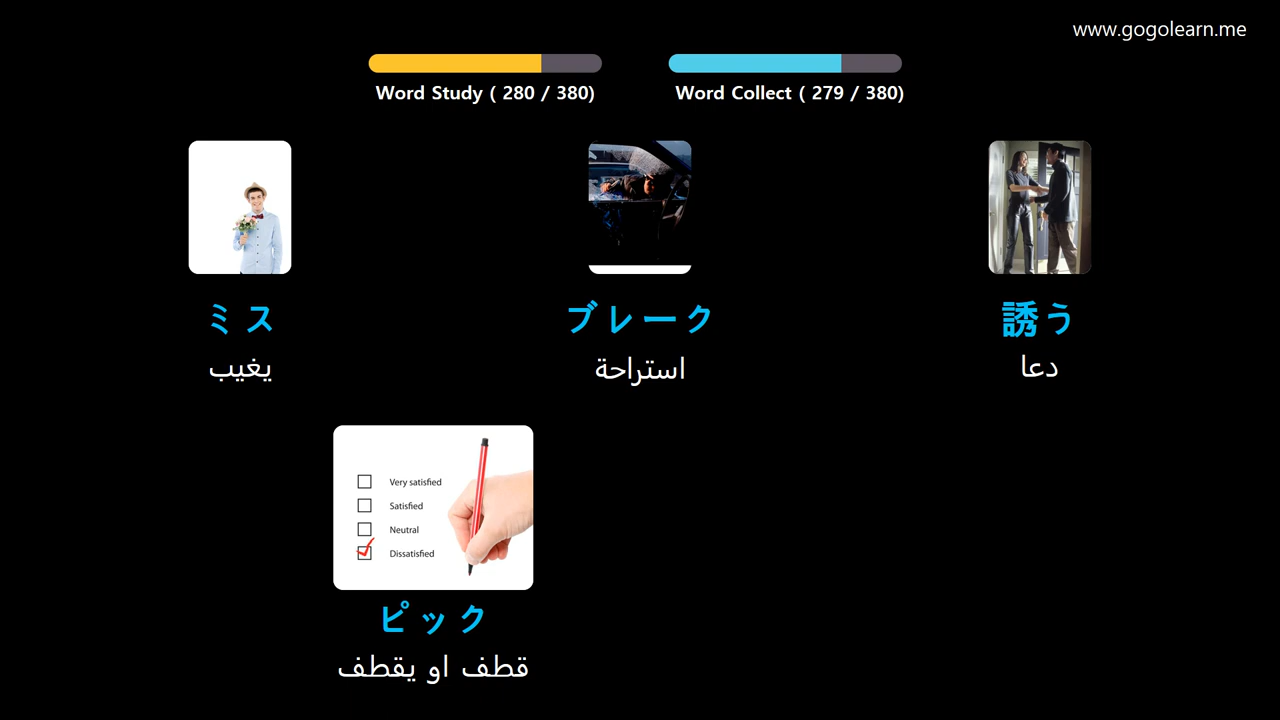 www.gogolearn.me
Word Study ( 280 / 380)
Word Collect ( 279 / 380)
ミス
يغيب
ブレーク
استراحة
誘う
دعا
Very satisfied
Satisfied
Neutral
Dissatisfied
ピック
قطف او يقطف